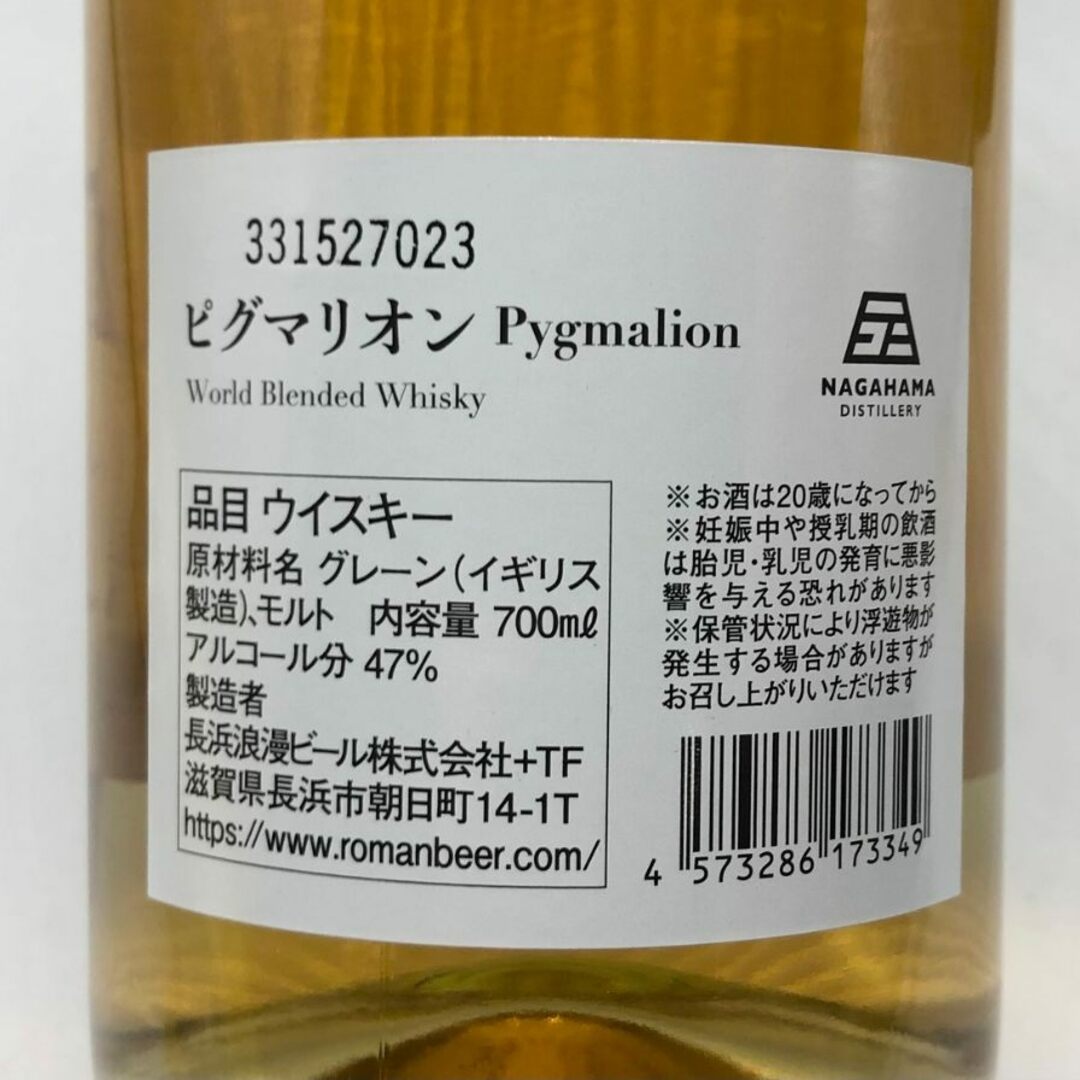 331527023
ピグマリオン Pygmalion
World Blended Whisky
NAGAHAMA
DISTILLERY
品目 ウイスキー
原材料名 グレーン(イギリス
製造)、モルト 内容量 700mℓ
アルコール分 47%
製造者
長浜浪漫ビール株式会社+TF
滋賀県長浜市朝日町14-1T
https://www.romanbeer.com/
※お酒は20歳になってから
※妊娠中や授乳期の飲酒
は胎児・乳児の発育に悪影
響を与える恐れがあります
※保管状況により浮遊物が
発生する場合がありますが
お召し上がりいただけます
4 573286 173349